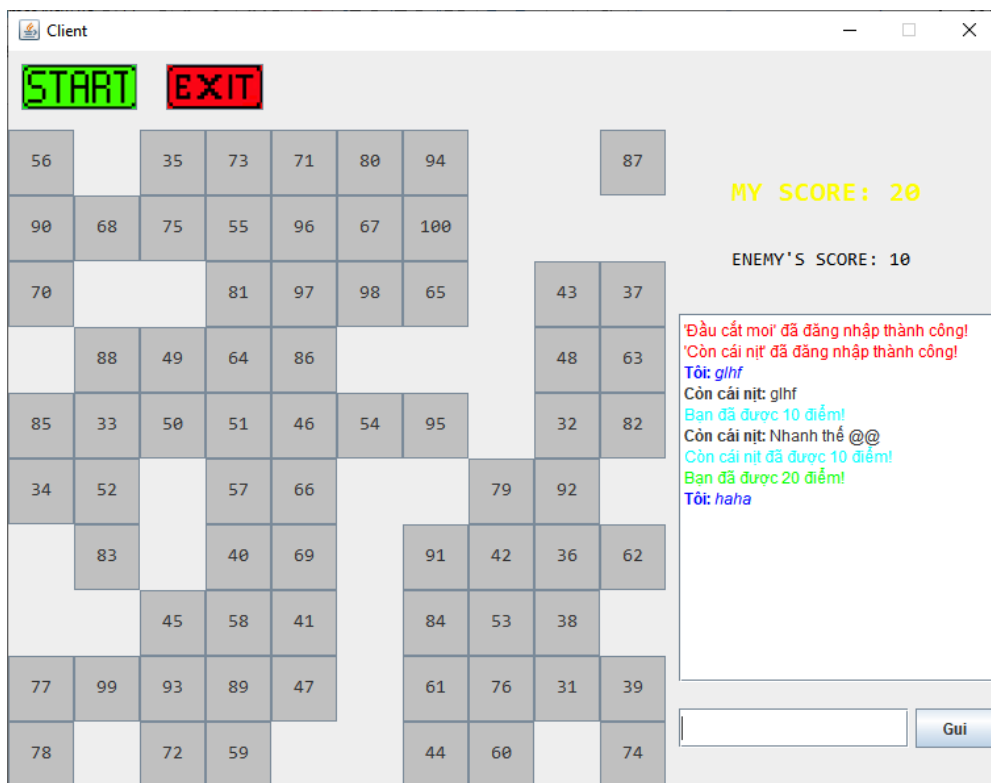 Client
START EXIT
56 35 73 71 80 94 87
90 68 75 55 96 67 100
70 81 97 98 65 43 37
88 49 64 86 48 63
85 33 50 51 46 54 95 32 82
34 52 57 66 79 92
83 40 69 91 42 36 62
45 58 41 84 53 38
77 99 93 89 47 61 76 31 39
78 72 59 44 60 74
MY SCORE: 20
ENEMY'S SCORE: 10
'Đầu cắt moi' đã đăng nhập thành công!
'Còn cái nịt' đã đăng nhập thành công!
Tôi: glhf
Còn cái nịt: glhf
Bạn đã được 10 điểm!
Còn cái nịt: Nhanh thế @@
Còn cái nịt đã được 10 điểm!
Bạn đã được 20 điểm!
Tôi: haha
Gui